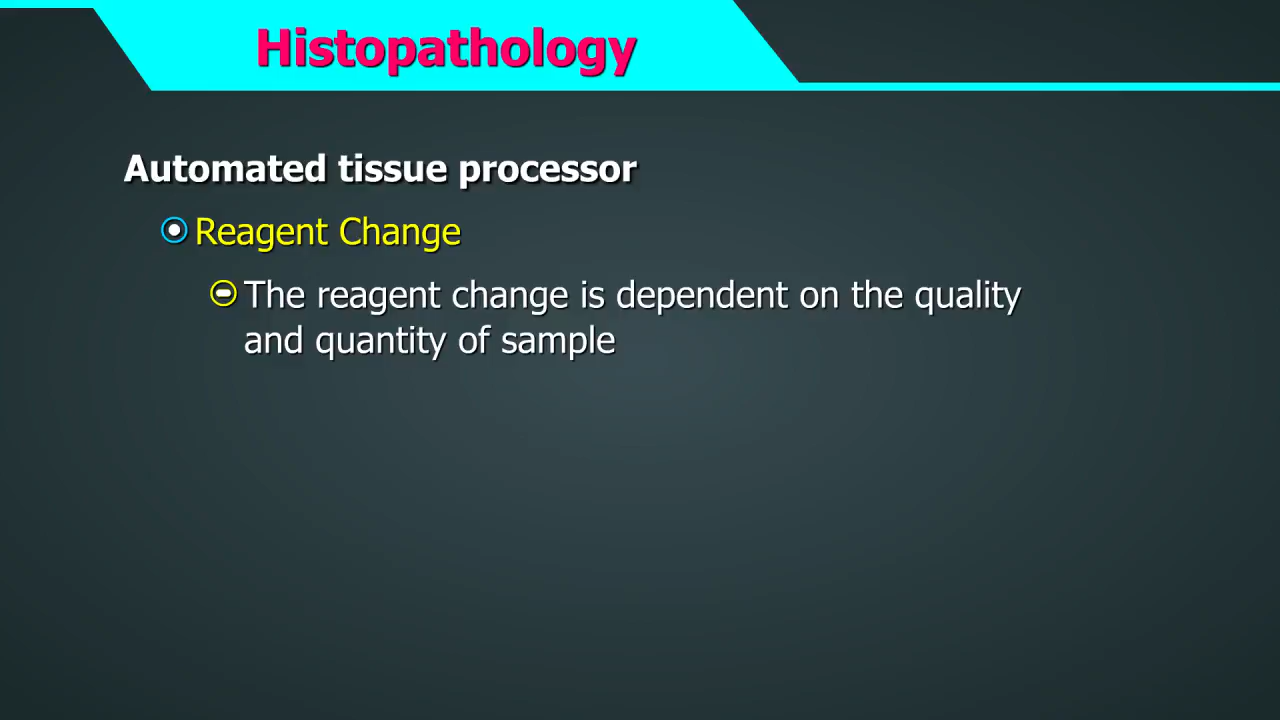 Histopathology
Automated tissue processor
Reagent Change
The reagent change is dependent on the quality
and quantity of sample